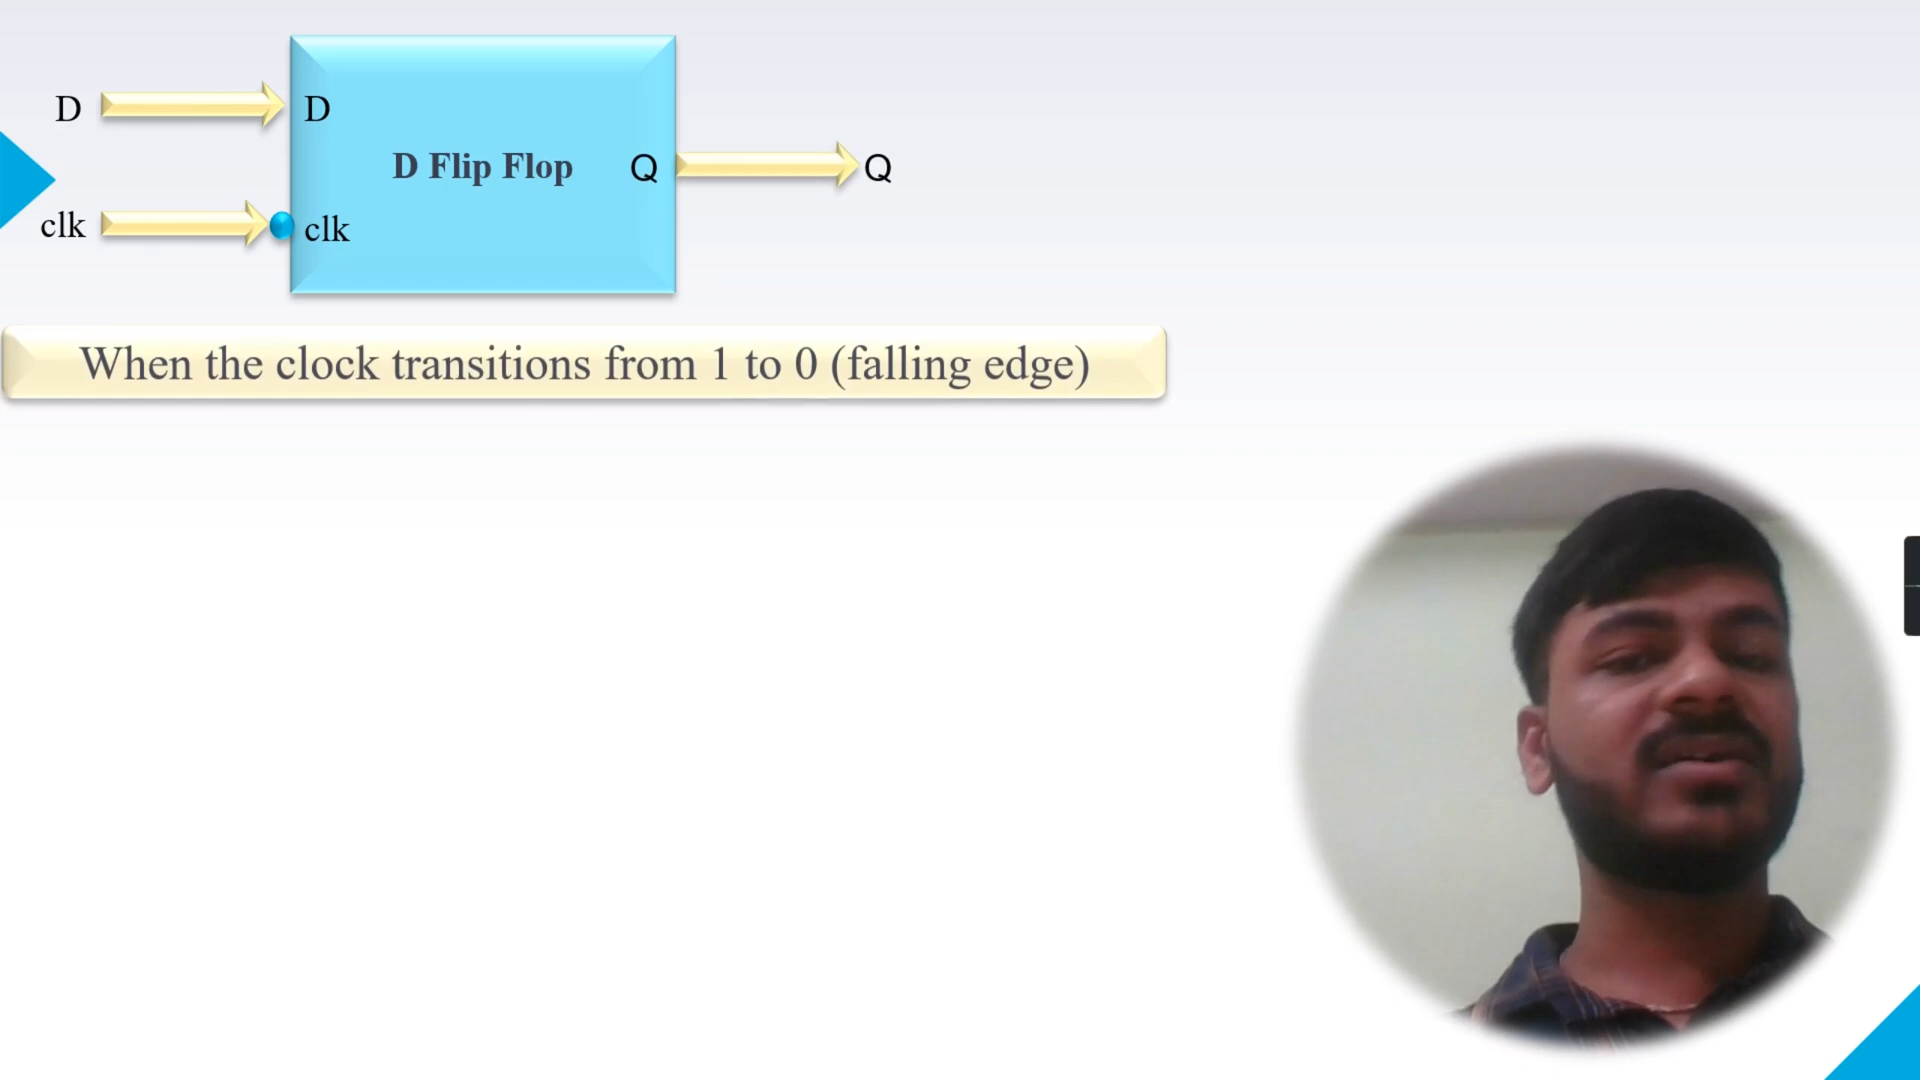 D
D
D Flip Flop
Q
Q
clk
clk
When the clock transitions from 1 to 0 (falling edge)